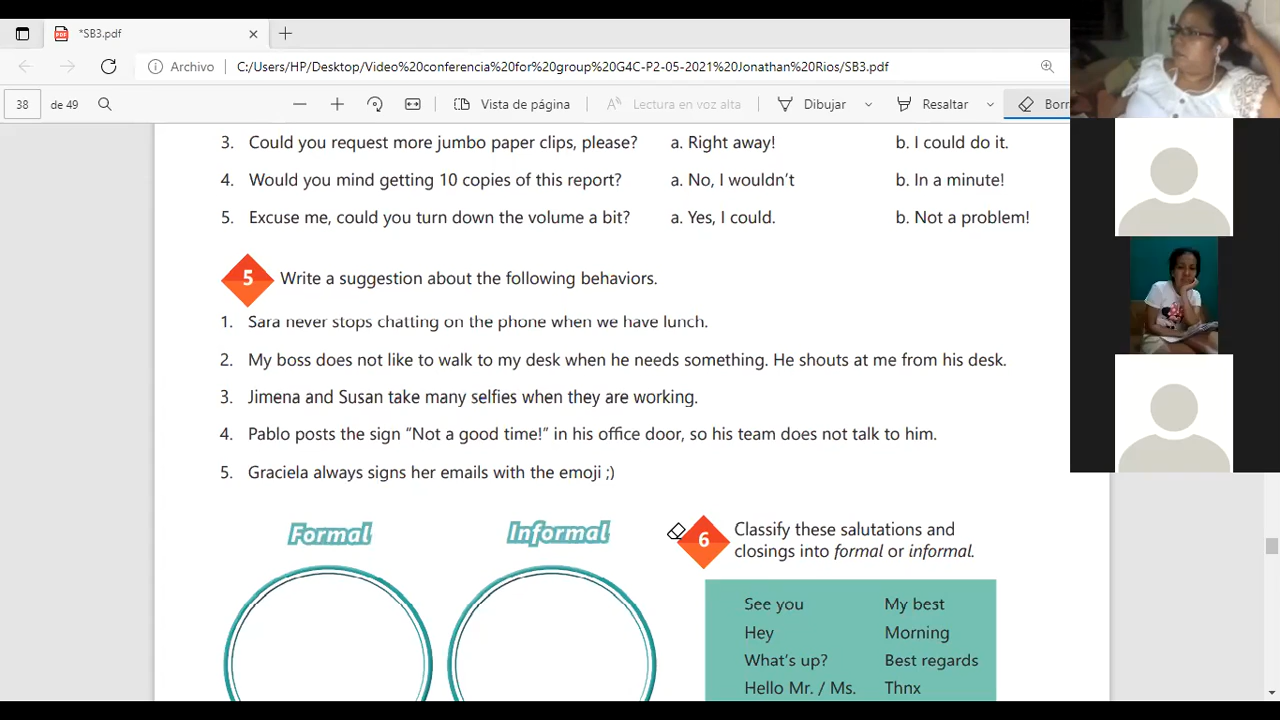 *SB3.pdf
Archivo C:/Users/HP/Desktop/Video%20conferencia%20for%20group%20G4C-P2-05-2021%20Jonathan%20Rios/SB3.pdf
38 de 49 Vista de página Lectura en voz alta Dibujar Resaltar Borr
3. Could you request more jumbo paper clips, please? a. Right away! b. I could do it.
4. Would you mind getting 10 copies of this report? a. No, I wouldn't b. In a minute!
5. Excuse me, could you turn down the volume a bit? a. Yes, I could. b. Not a problem!
5 Write a suggestion about the following behaviors.
1. Sara never stops chatting on the phone when we have lunch.
2. My boss does not like to walk to my desk when he needs something. He shouts at me from his desk.
3. Jimena and Susan take many selfies when they are working.
4. Pablo posts the sign “Not a good time!” in his office door, so his team does not talk to him.
5. Graciela always signs her emails with the emoji ;)
Formal Informal
6 Classify these salutations and
closings into formal or informal.
See you My best
Hey Morning
What's up? Best regards
Hello Mr. / Ms. Thnx